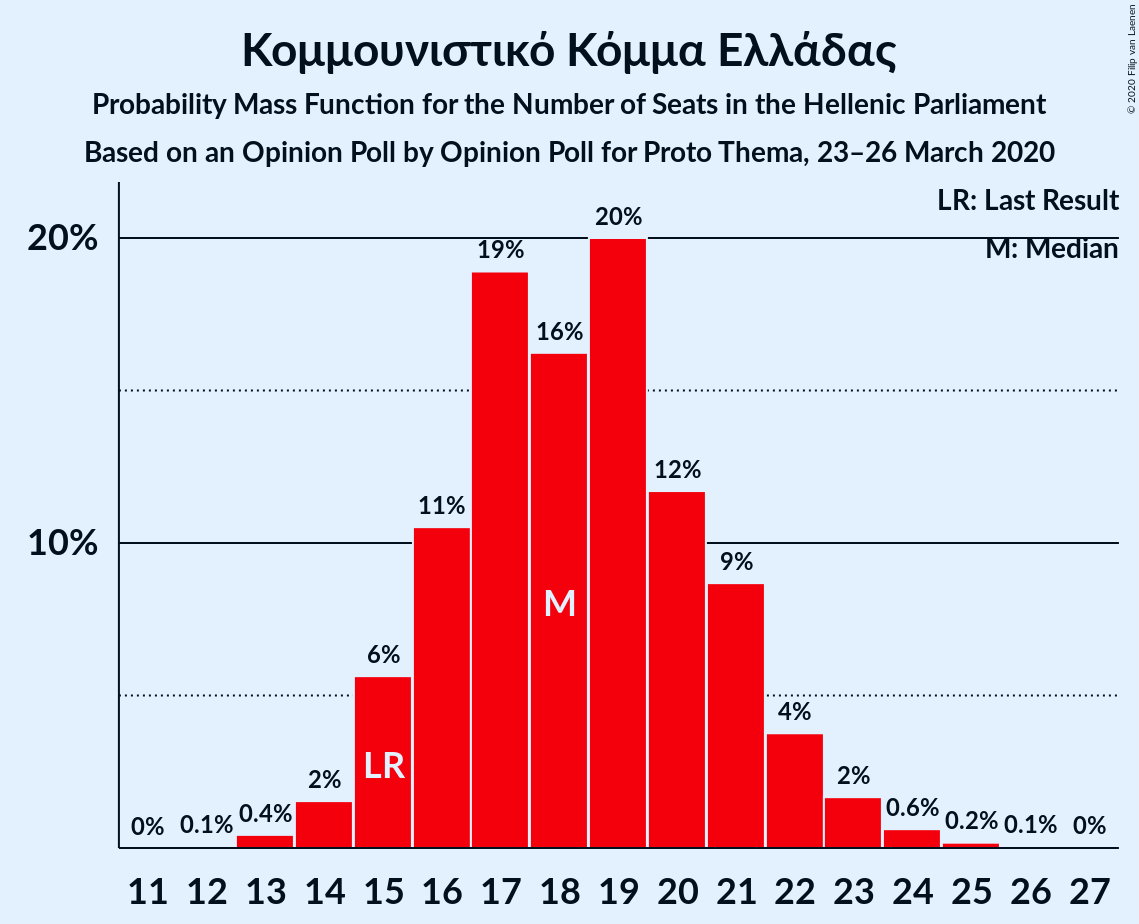 Κομμουνιστικό Κόμμα Ελλάδας
Probability Mass Function for the Number of Seats in the Hellenic Parliament
Based on an Opinion Poll by Opinion Poll for Proto Thema, 23–26 March 2020
© 2020 Filip van Laenen
LR: Last Result
M: Median
20%
10%
0%
0.1%
0.4%
2%
6%
11%
19%
16%
20%
12%
9%
4%
2%
0.6%
0.2%
0.1%
0%
LR
M
11 12 13 14 15 16 17 18 19 20 21 22 23 24 25 26 27